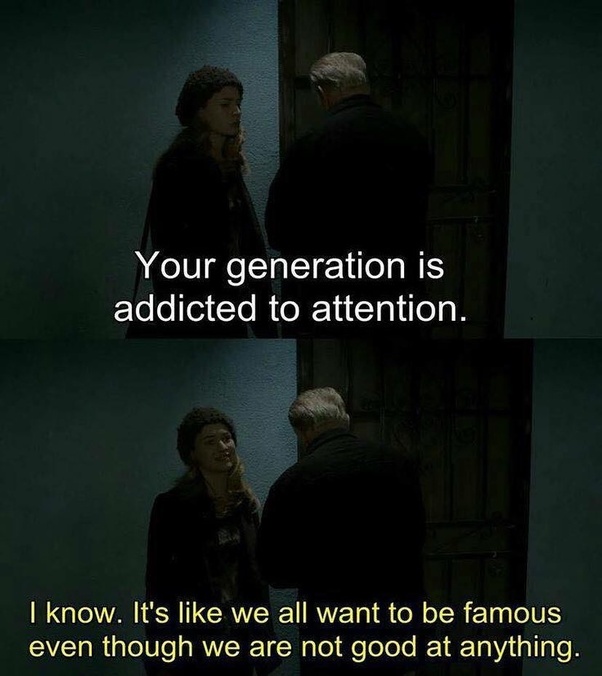 Your generation is
addicted to attention.
I know. It's like we all want to be famous
even though we are not good at anything.